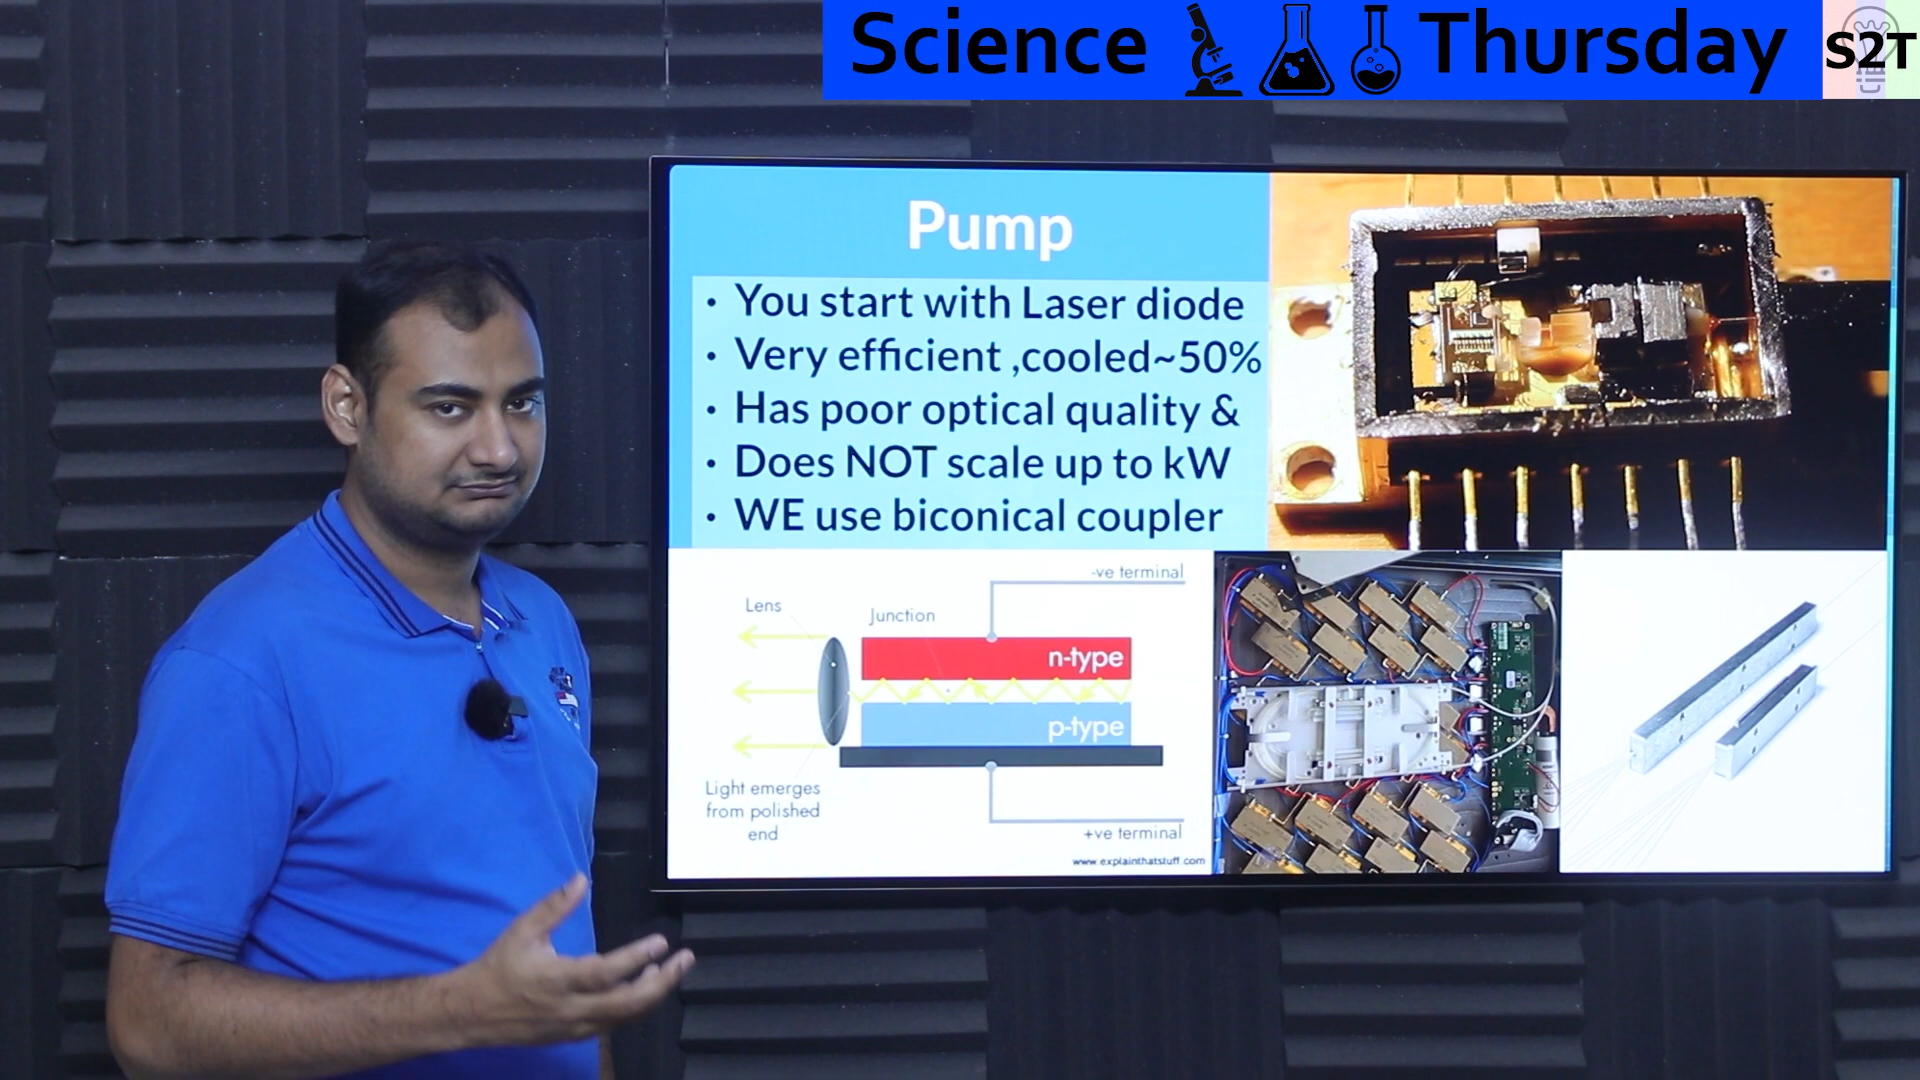 Science Thursday
S2T
Pump
• You start with Laser diode
• Very efficient ,cooled~50%
• Has poor optical quality &
• Does NOT scale up to kW
• WE use biconical coupler
-ve terminal
Lens
Junction
n-type
p-type
Light emerges
from polished
end
+ve terminal
www.explainthatstuff.com